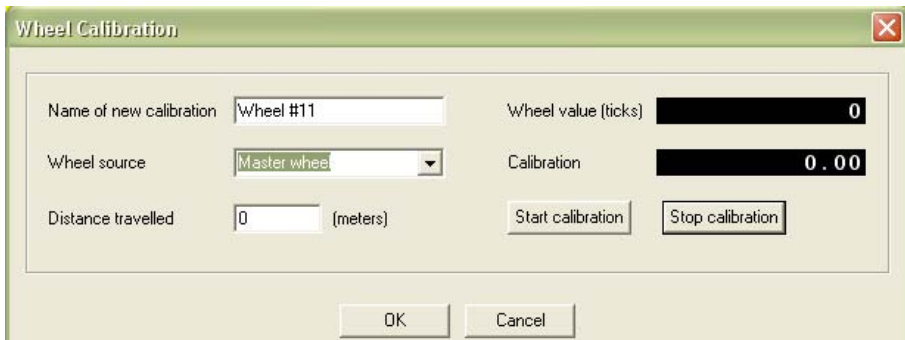 Wheel Calibration
Name of new calibration Wheel #11 Wheel value (ticks) 0
Wheel source Master wheel Calibration 0.00
Distance travelled 0 (meters) Start calibration Stop calibration
OK Cancel